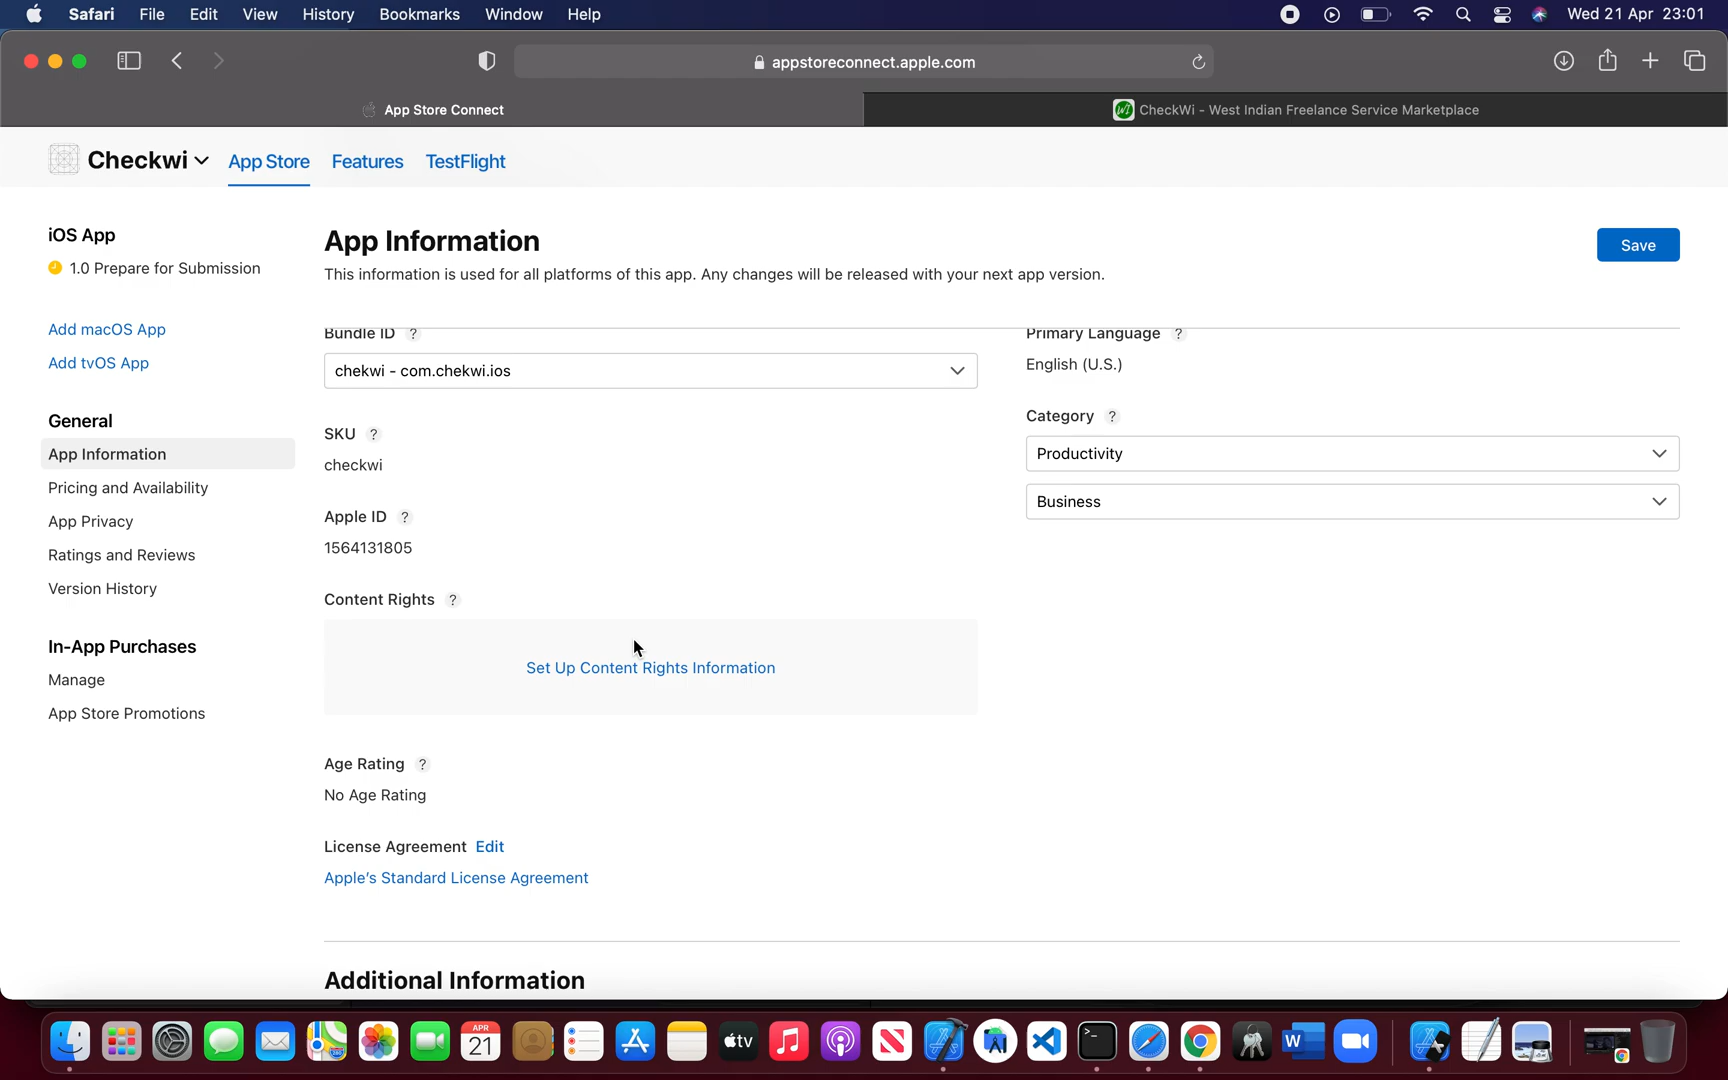 Safari File Edit View History Bookmarks Window Help Wed 21 Apr 23:01
appstoreconnect.apple.com
App Store Connect
CheckWi - West Indian Freelance Service Marketplace
Checkwi App Store Features TestFlight
iOS App
1.0 Prepare for Submission
Add macOS App
Add tvOS App
General
App Information
Pricing and Availability
App Privacy
Ratings and Reviews
Version History
In-App Purchases
Manage
App Store Promotions
App Information
Save
This information is used for all platforms of this app. Any changes will be released with your next app version.
Bundle ID ?
chekwi - com.chekwi.ios
SKU ?
checkwi
Apple ID ?
1564131805
Content Rights ?
Set Up Content Rights Information
Age Rating ?
No Age Rating
License Agreement Edit
Apple's Standard License Agreement
Primary Language ?
English (U.S.)
Category ?
Productivity
Business
Additional Information
APR
21
tv
W